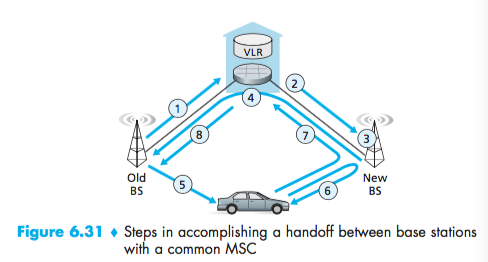 VLR
2
4
1
3
8
7
Old
BS
New
BS
5
6
Figure 6.31 ♦ Steps in accomplishing a handoff between base stations
with a common MSC